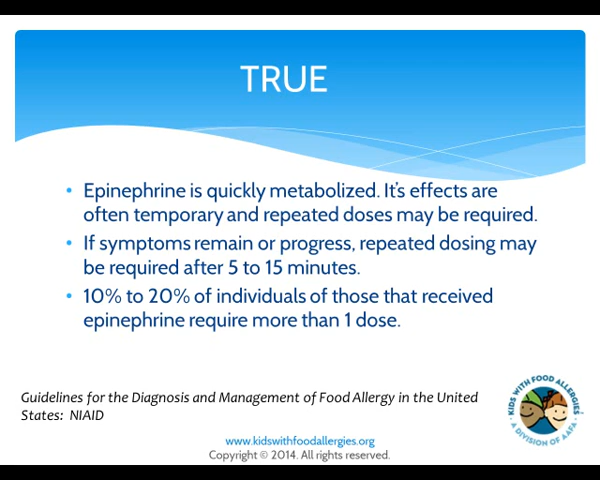 TRUE
• Epinephrine is quickly metabolized. It's effects are
often temporary and repeated doses may be required.
• If symptoms remain or progress, repeated dosing may
be required after 5 to 15 minutes.
• 10% to 20% of individuals of those that received
epinephrine require more than 1 dose.
Guidelines for the Diagnosis and Management of Food Allergy in the United
States: NIAID
KIDS WITH FOOD ALLERGIES
A DIVISION OF AAFA
www.kidswithfoodallergies.org
Copyright © 2014. All rights reserved.